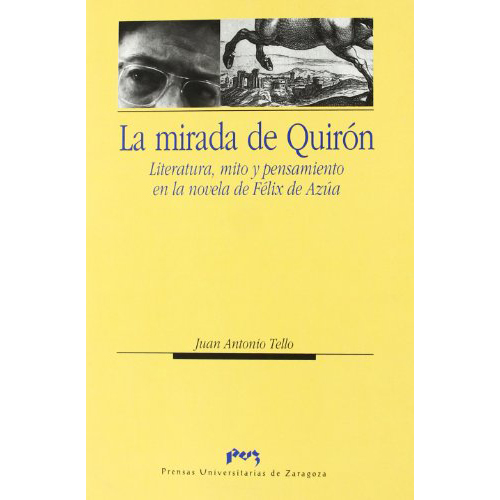 La mirada de Quirón
Literatura, mito y pensamiento
en la novela de Félix de Azúa
Juan Antonio Tello
puz
Prensas Universitarias de Zaragoza